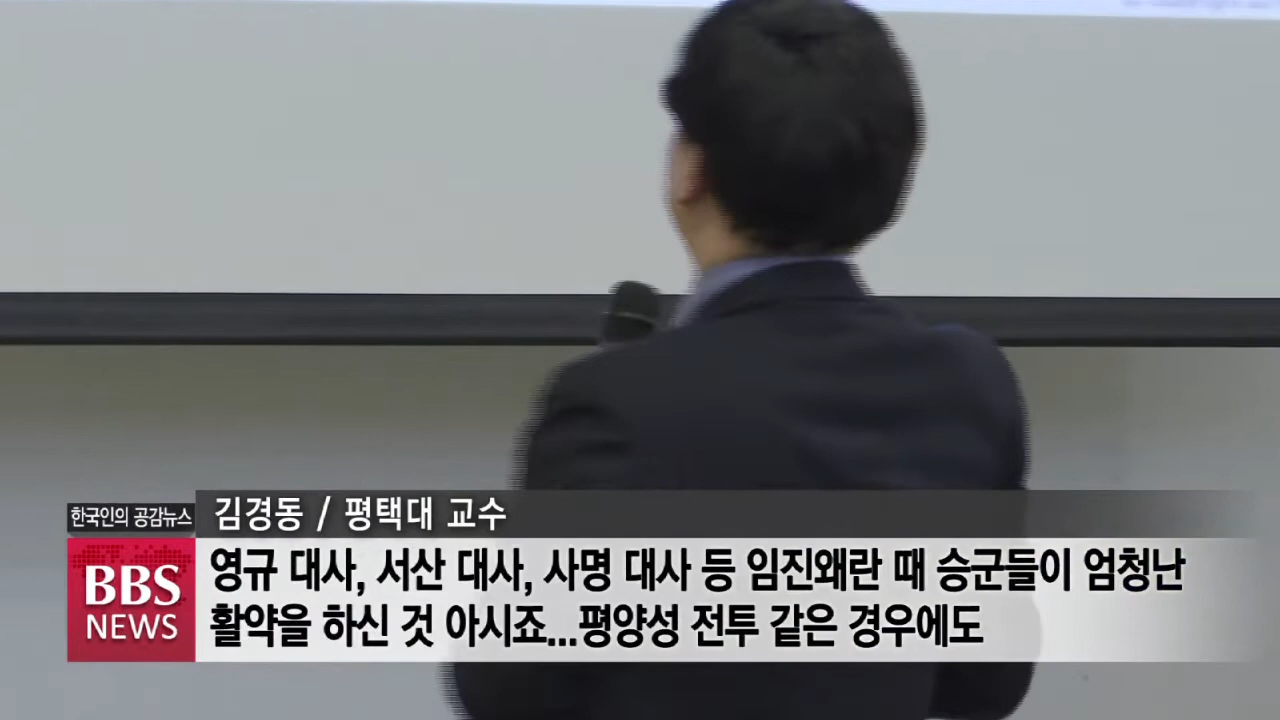 김경동 / 평택대 교수
한국인의 공감뉴스
BBS
NEWS
영규 대사, 서산 대사, 사명 대사 등 임진왜란 때 승군들이 엄청난
활약을 하신 것 아시죠...평양성 전투 같은 경우에도